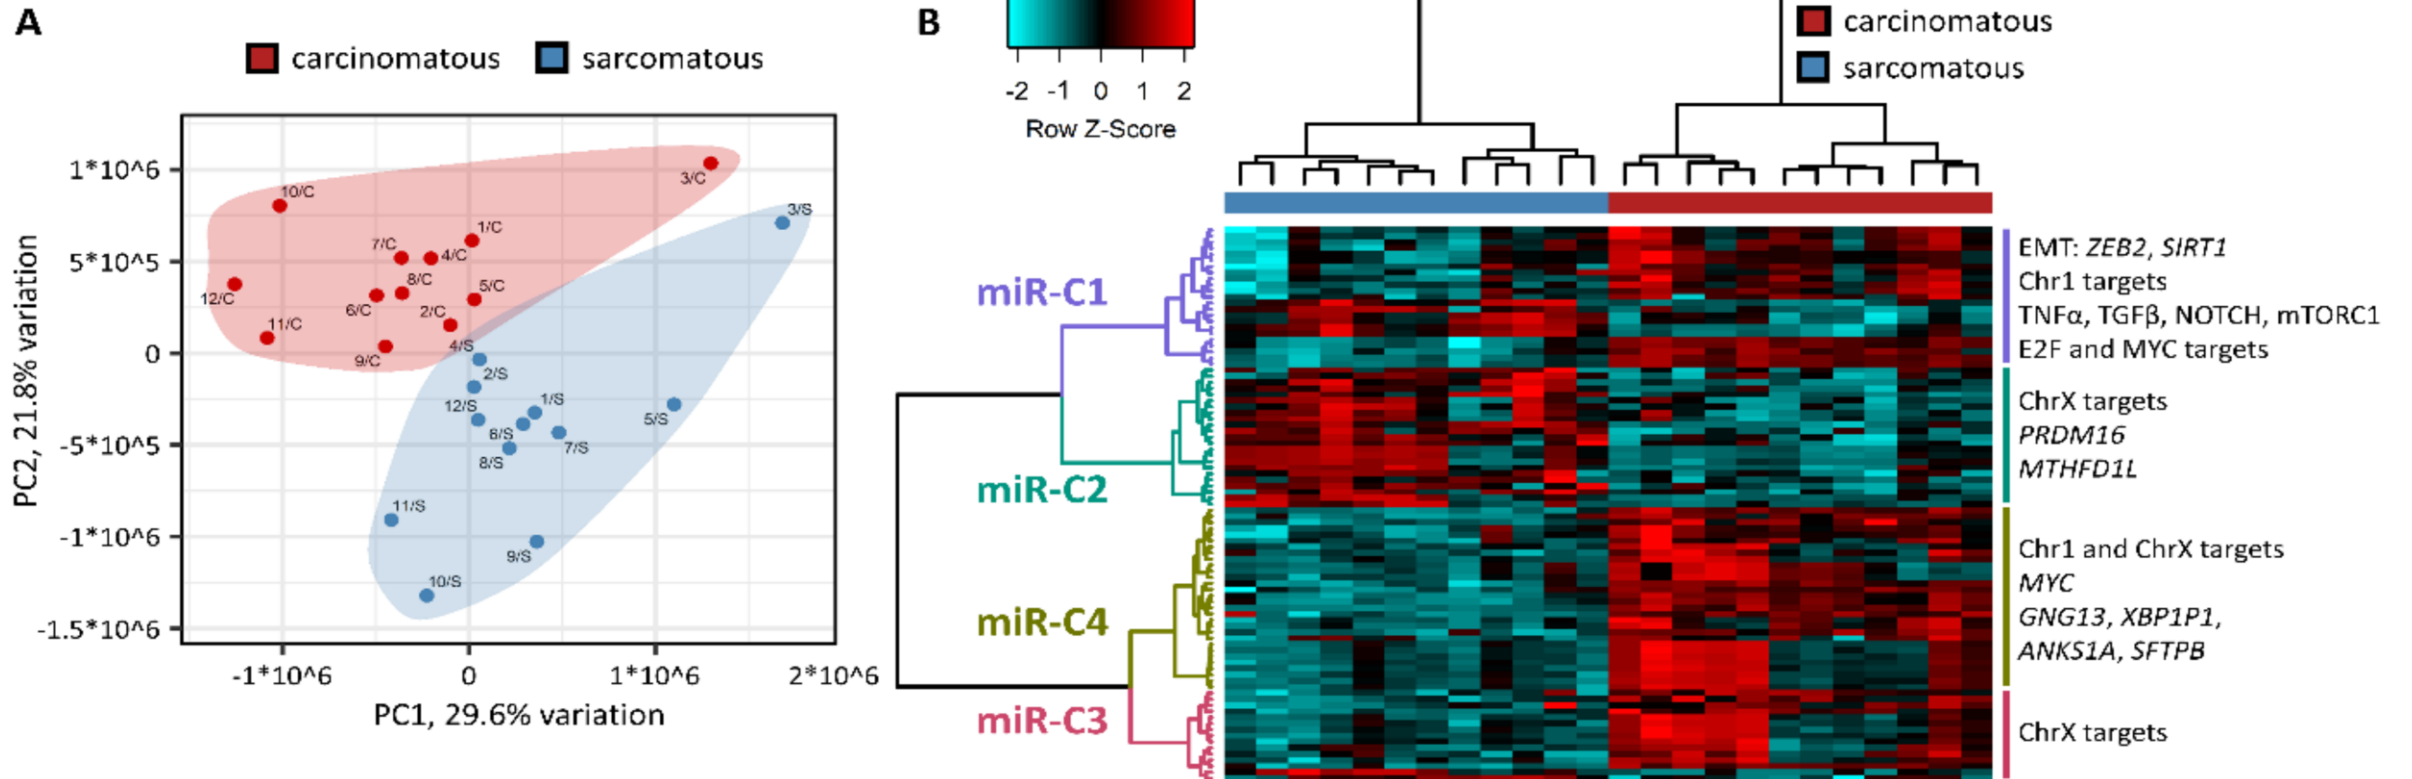 A
carcinomatous
sarcomatous
PC2, 21.8% variation
1*10^6
5*10^5
0
-5*10^5
-1*10^6
-1.5*10^6
10/C
3/C
3/S
1/C
7/C
4/C
8/C
5/C
12/C
6/C
2/C
11/C
9/C
4/S
2/S
12/S
1/S
5/S
6/S
7/S
8/S
11/S
9/S
10/S
-1*10^6
0
1*10^6
2*10^6
PC1, 29.6% variation
B
-2 -1 0 1 2
Row Z-Score
carcinomatous
sarcomatous
miR-C1
miR-C2
miR-C4
miR-C3
EMT: ZEB2, SIRT1
Chr1 targets
TNFα, TGFβ, NOTCH, mTORC1
E2F and MYC targets
ChrX targets
PRDM16
MTHFD1L
Chr1 and ChrX targets
MYC
GNG13, XBP1P1,
ANKS1A, SFTPB
ChrX targets